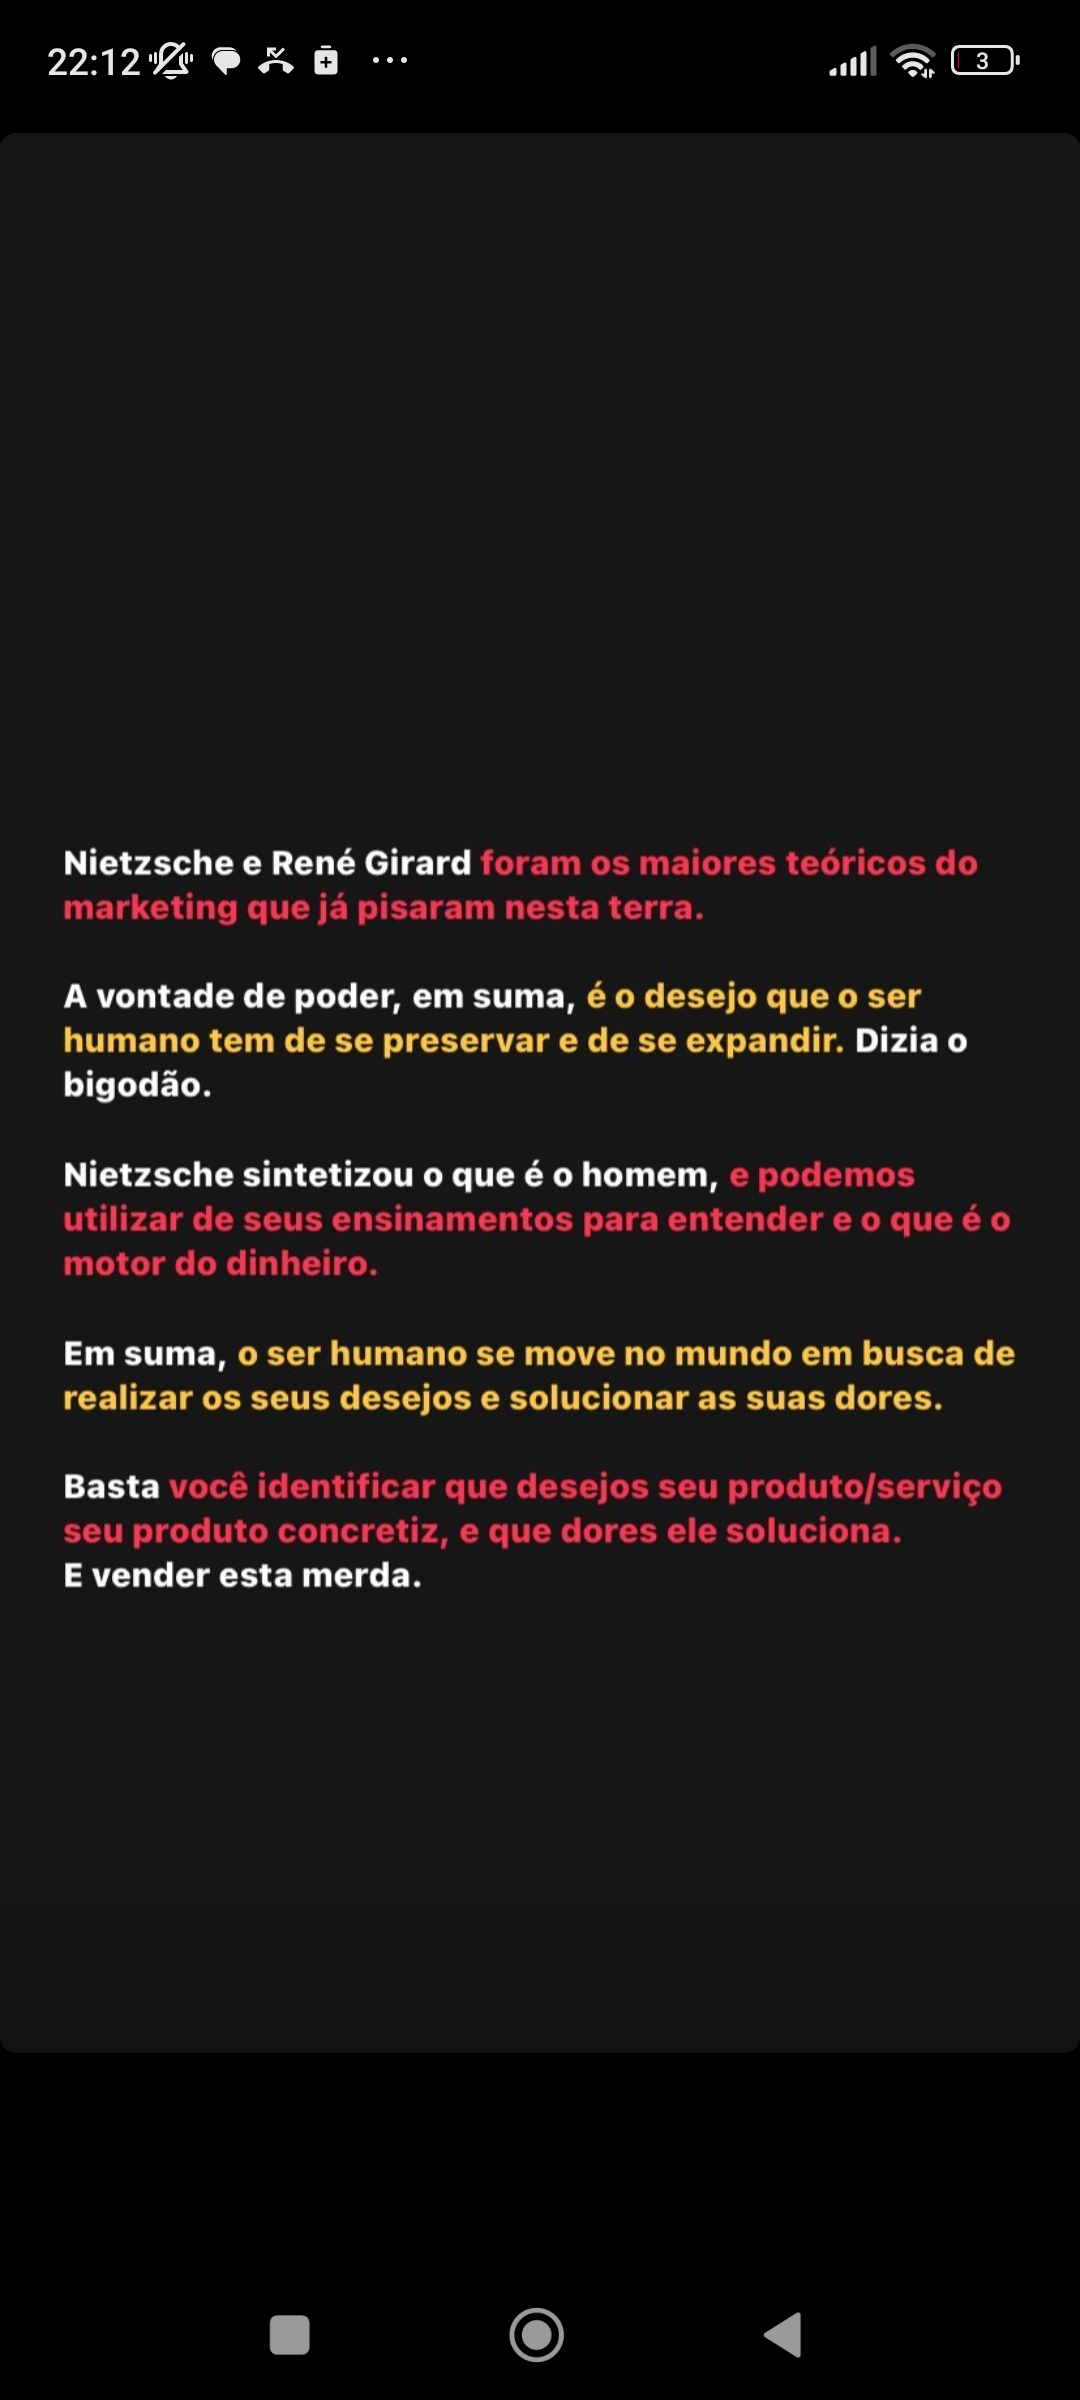 22:12
3
Nietzsche e René Girard foram os maiores teóricos do
marketing que já pisaram nesta terra.
A vontade de poder, em suma, é o desejo que o ser
humano tem de se preservar e de se expandir. Dizia o
bigodão.
Nietzsche sintetizou o que é o homem, e podemos
utilizar de seus ensinamentos para entender e o que é o
motor do dinheiro.
Em suma, o ser humano se move no mundo em busca de
realizar os seus desejos e solucionar as suas dores.
Basta você identificar que desejos seu produto/serviço
seu produto concretiz, e que dores ele soluciona.
E vender esta merda.